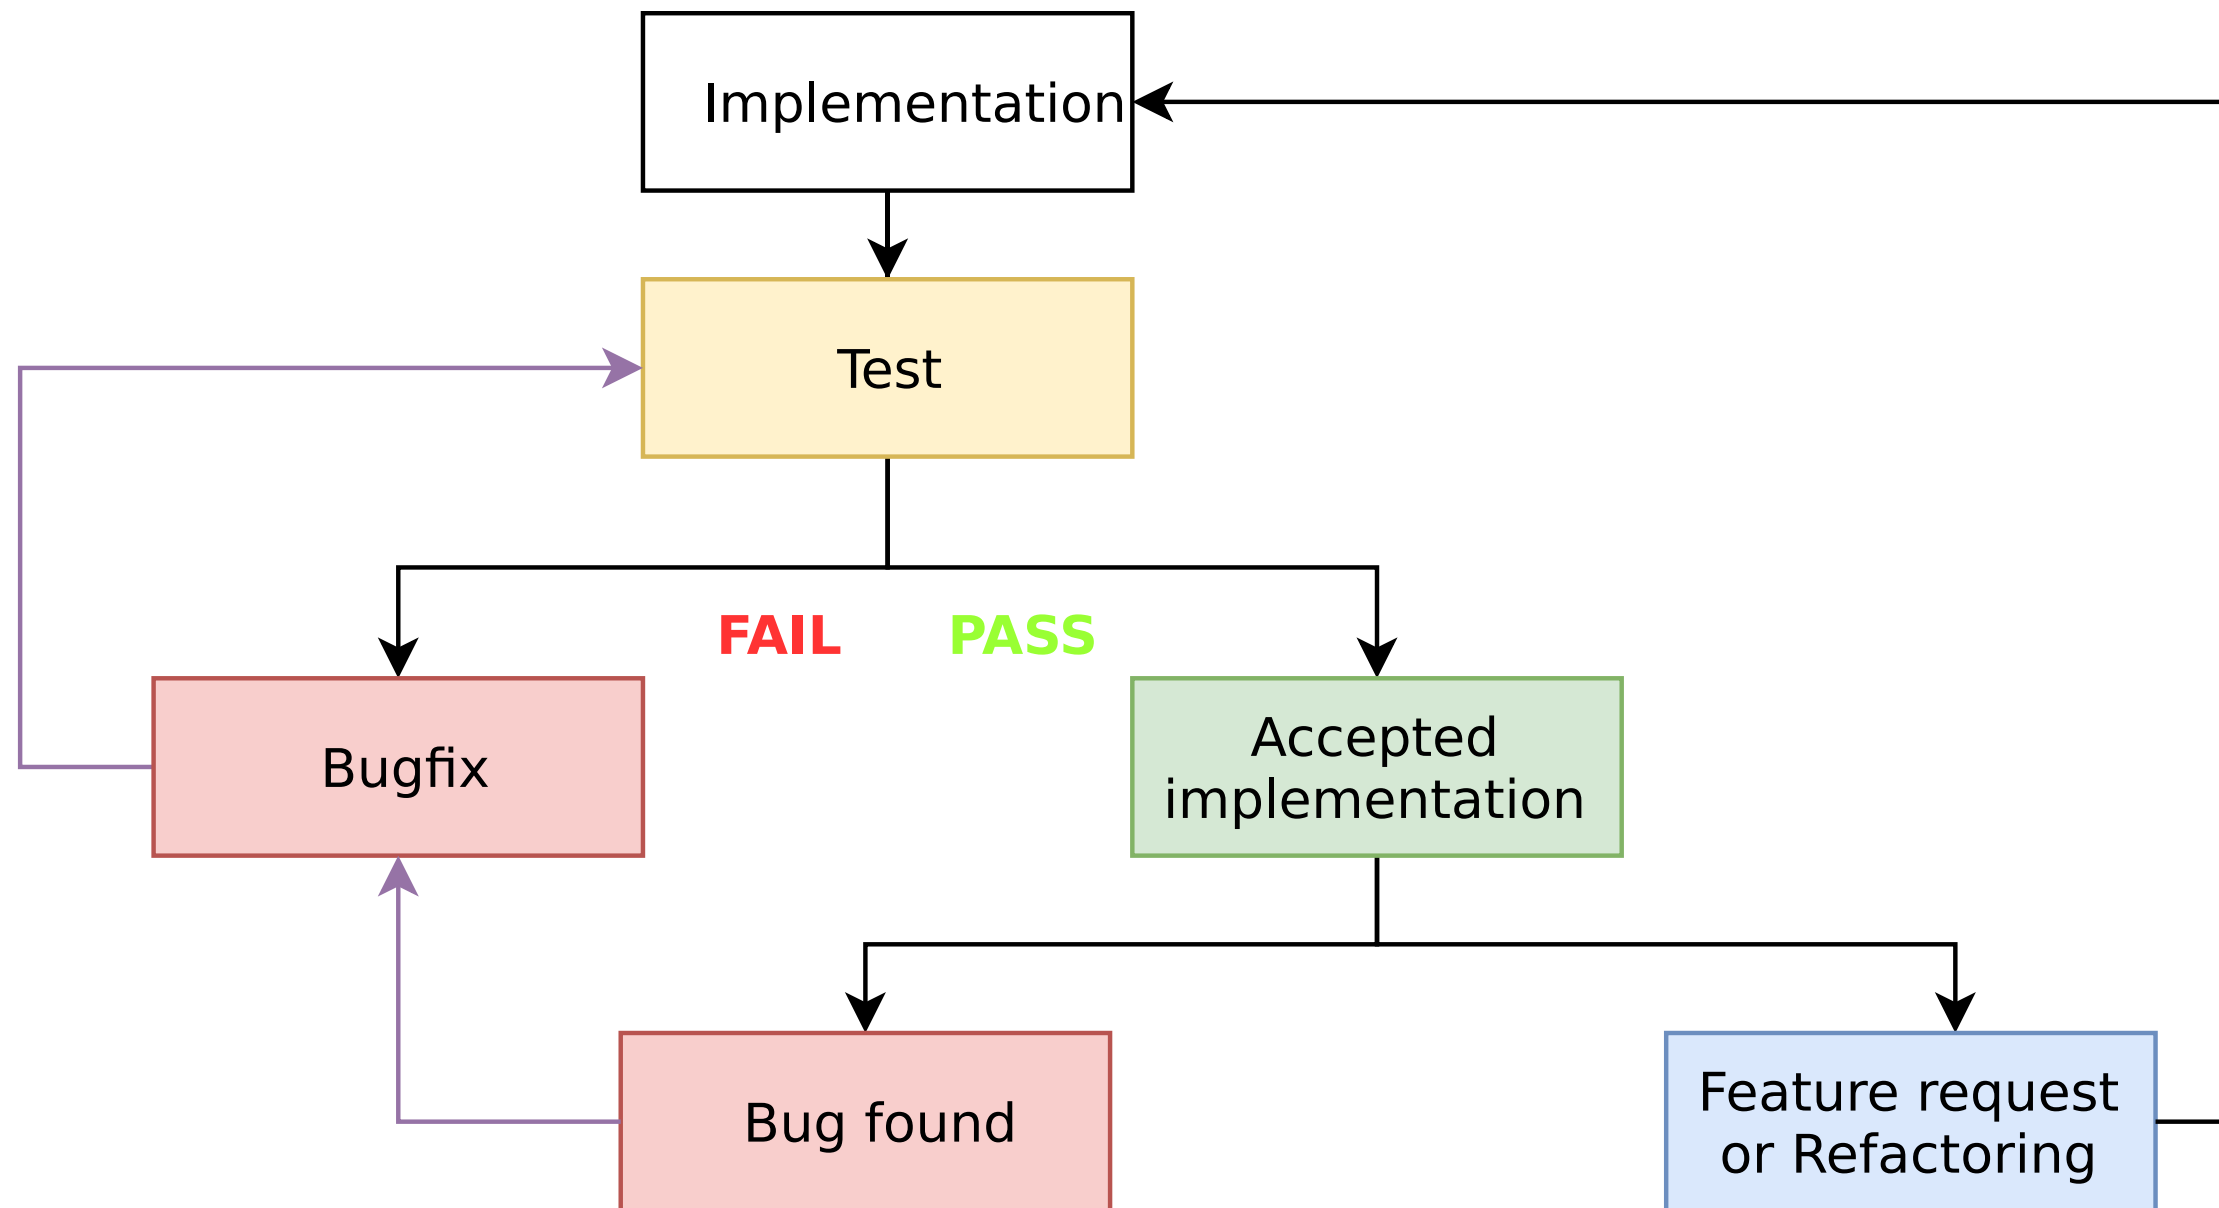 Implementation
Test
FAIL
PASS
Bugfix
Accepted
implementation
Bug found
Feature request
or Refactoring